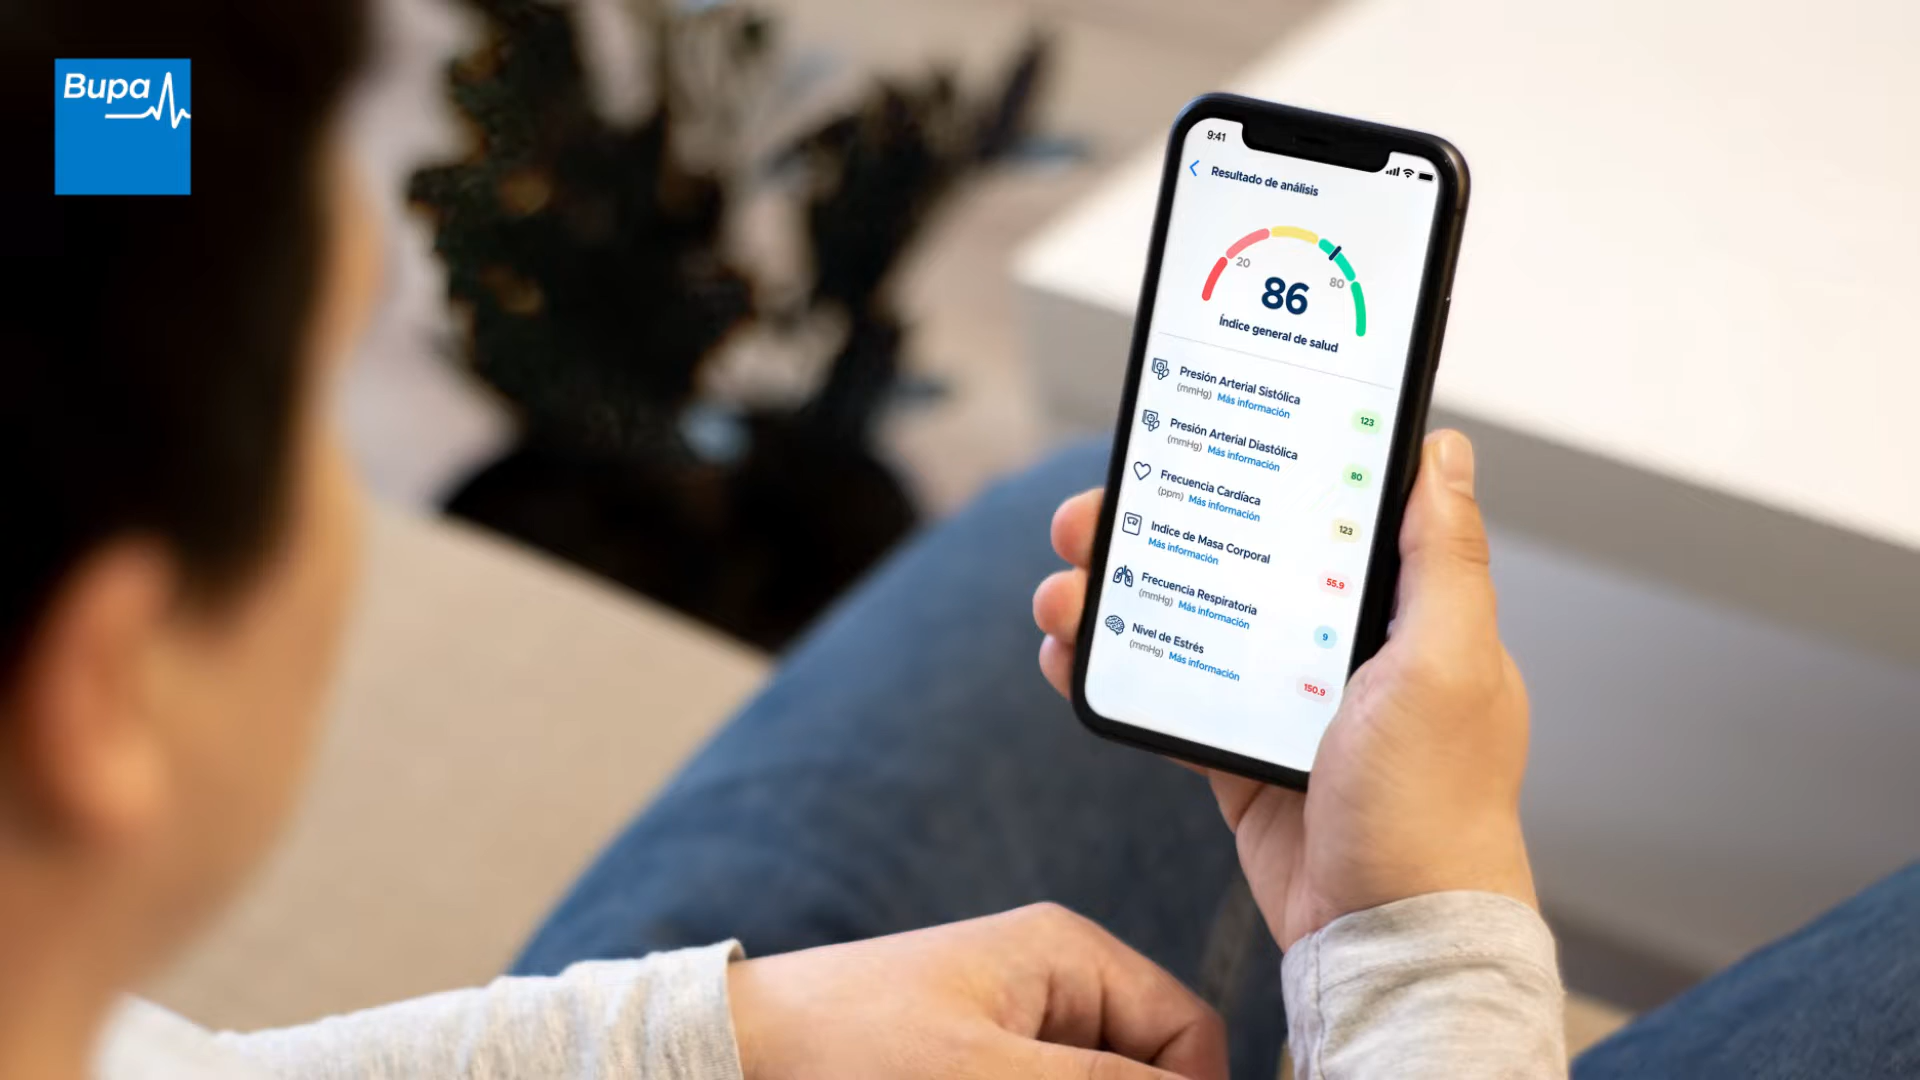 Bupa
9:41
Resultado de análisis
20
80
86
Índice general de salud
Presión Arterial Sistólica
(mmHg) Más información
123
Presión Arterial Diastólica
(mmHg) Más información
80
Frecuencia Cardíaca
(ppm) Más información
123
Indice de Masa Corporal
Más información
55.9
Frecuencia Respiratoria
(mmHg) Más información
9
Nivel de Estrés
(mmHg) Más información
150.9